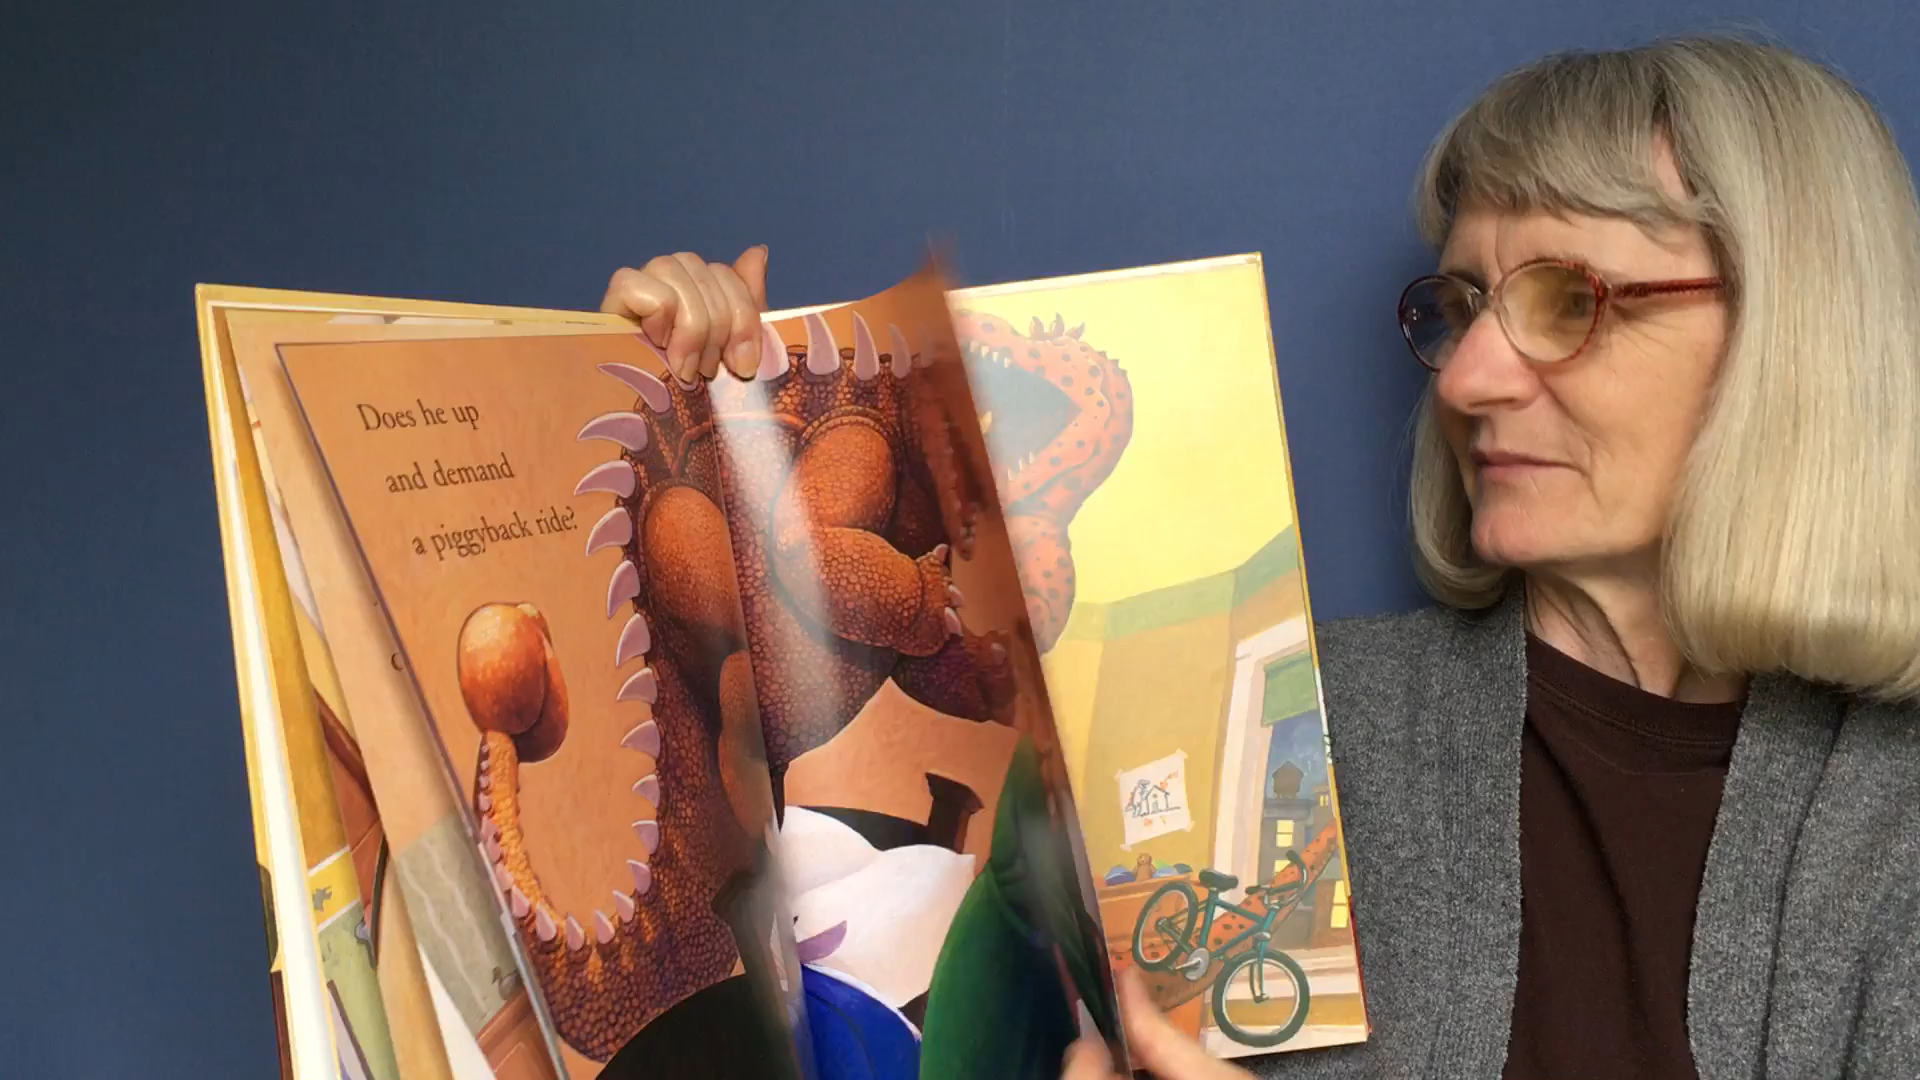 Does he up
and demand
a piggyback ride?